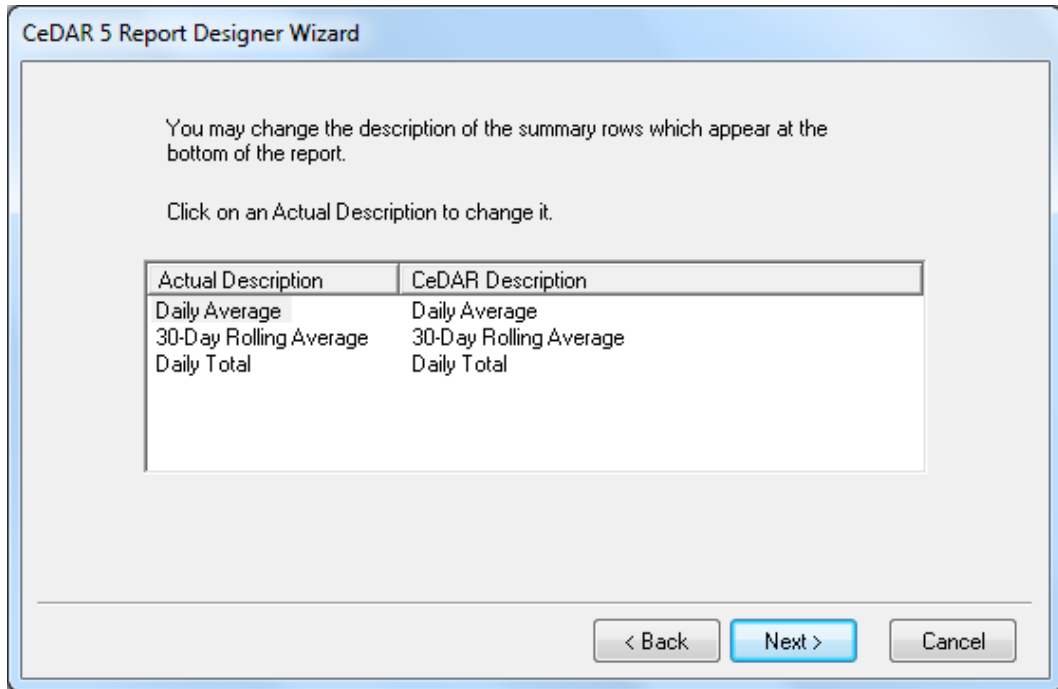 CeDAR 5 Report Designer Wizard
You may change the description of the summary rows which appear at the
bottom of the report.
Click on an Actual Description to change it.
Actual Description CeDAR Description
Daily Average Daily Average
30-Day Rolling Average 30-Day Rolling Average
Daily Total Daily Total
< Back Next > Cancel